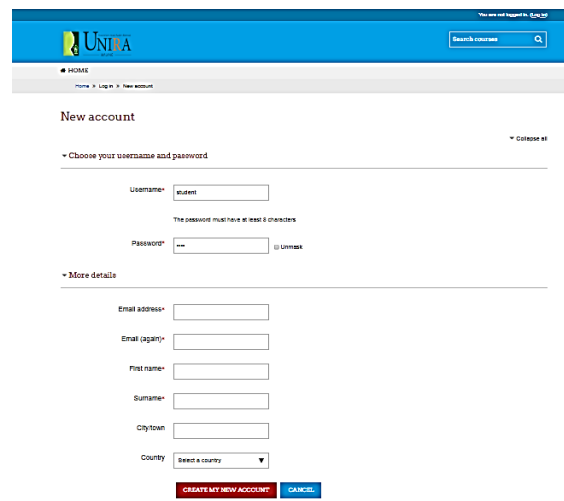 You are not logged in. (Log in)
UNIRA
Search courses
HOME
Home > Log in > New account
New account
Collapse all
Choose your username and password
Username*
student
The password must have at least 8 characters
Password*
••••
Unmask
More details
Email address*
Email (again)*
First name*
Surname*
City/town
Country
Select a country
CREATE MY NEW ACCOUNT CANCEL